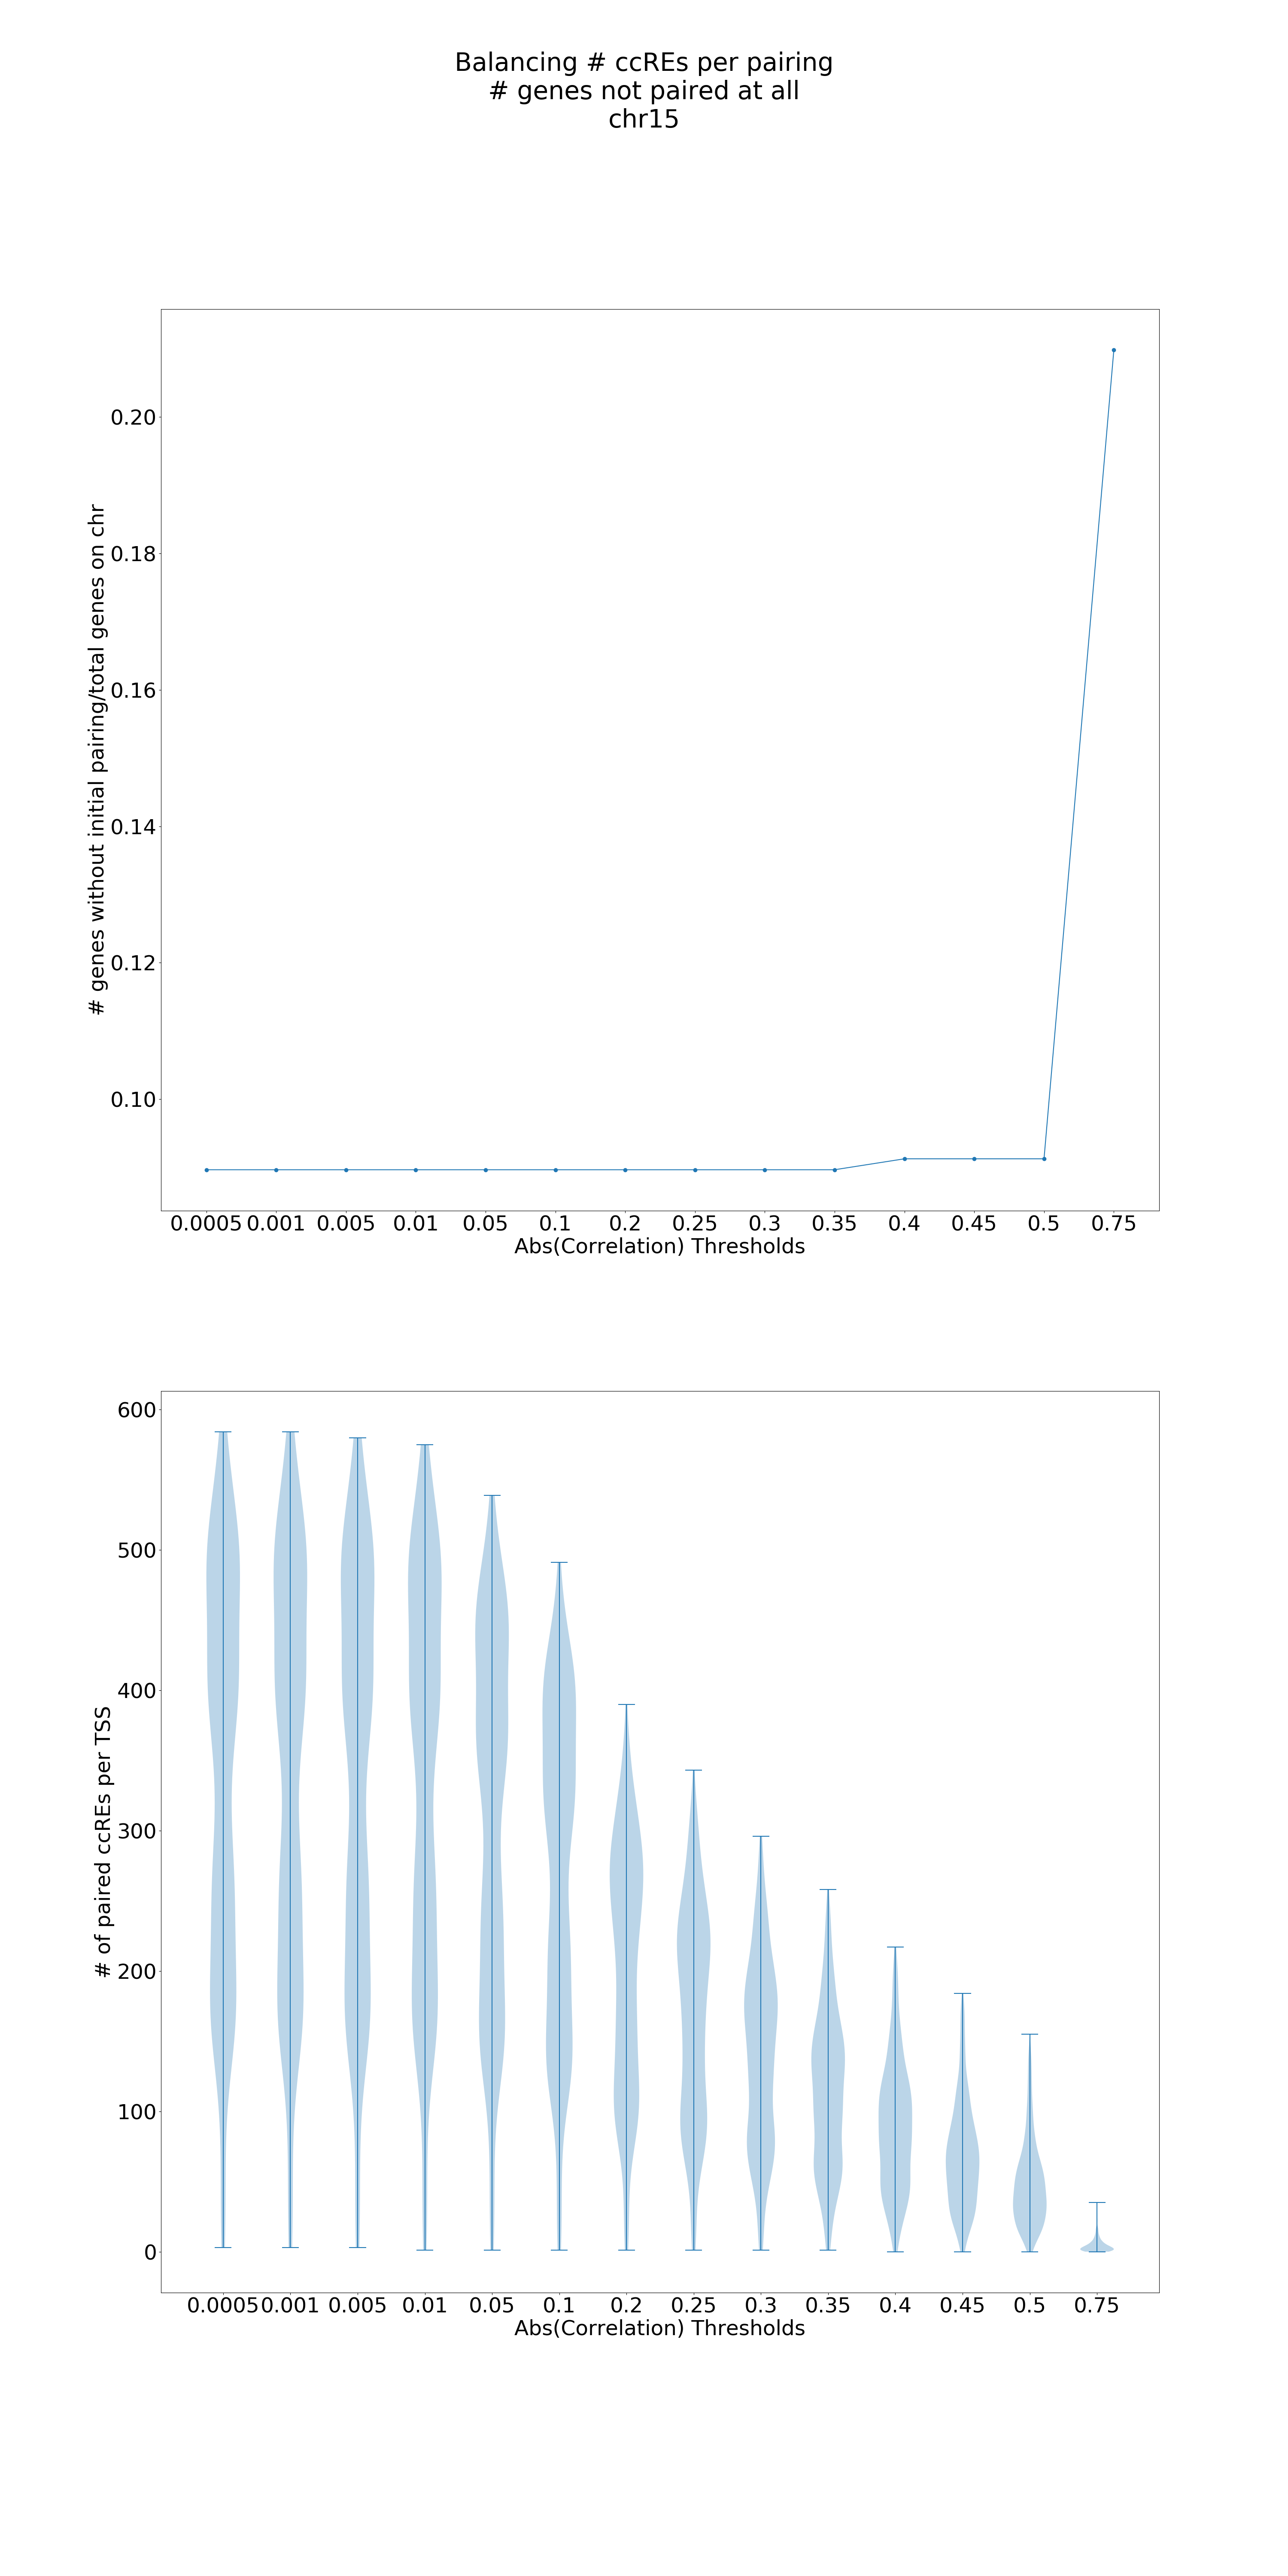 Balancing # ccREs per pairing
# genes not paired at all
chr15
# genes without initial pairing/total genes on chr
0.20
0.18
0.16
0.14
0.12
0.10
0.0005 0.001 0.005 0.01 0.05 0.1 0.2 0.25 0.3 0.35 0.4 0.45 0.5 0.75
Abs(Correlation) Thresholds
# of paired ccREs per TSS
600
500
400
300
200
100
0
0.0005 0.001 0.005 0.01 0.05 0.1 0.2 0.25 0.3 0.35 0.4 0.45 0.5 0.75
Abs(Correlation) Thresholds